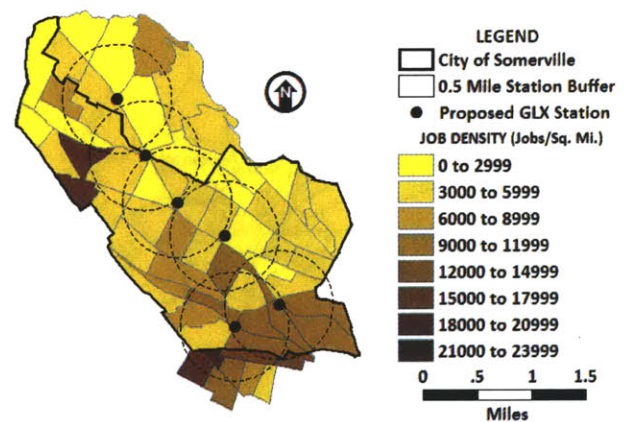 N
LEGEND
City of Somerville
0.5 Mile Station Buffer
Proposed GLX Station
JOB DENSITY (Jobs/Sq. Mi.)
0 to 2999
3000 to 5999
6000 to 8999
9000 to 11999
12000 to 14999
15000 to 17999
18000 to 20999
21000 to 23999
0 .5 1 1.5
Miles